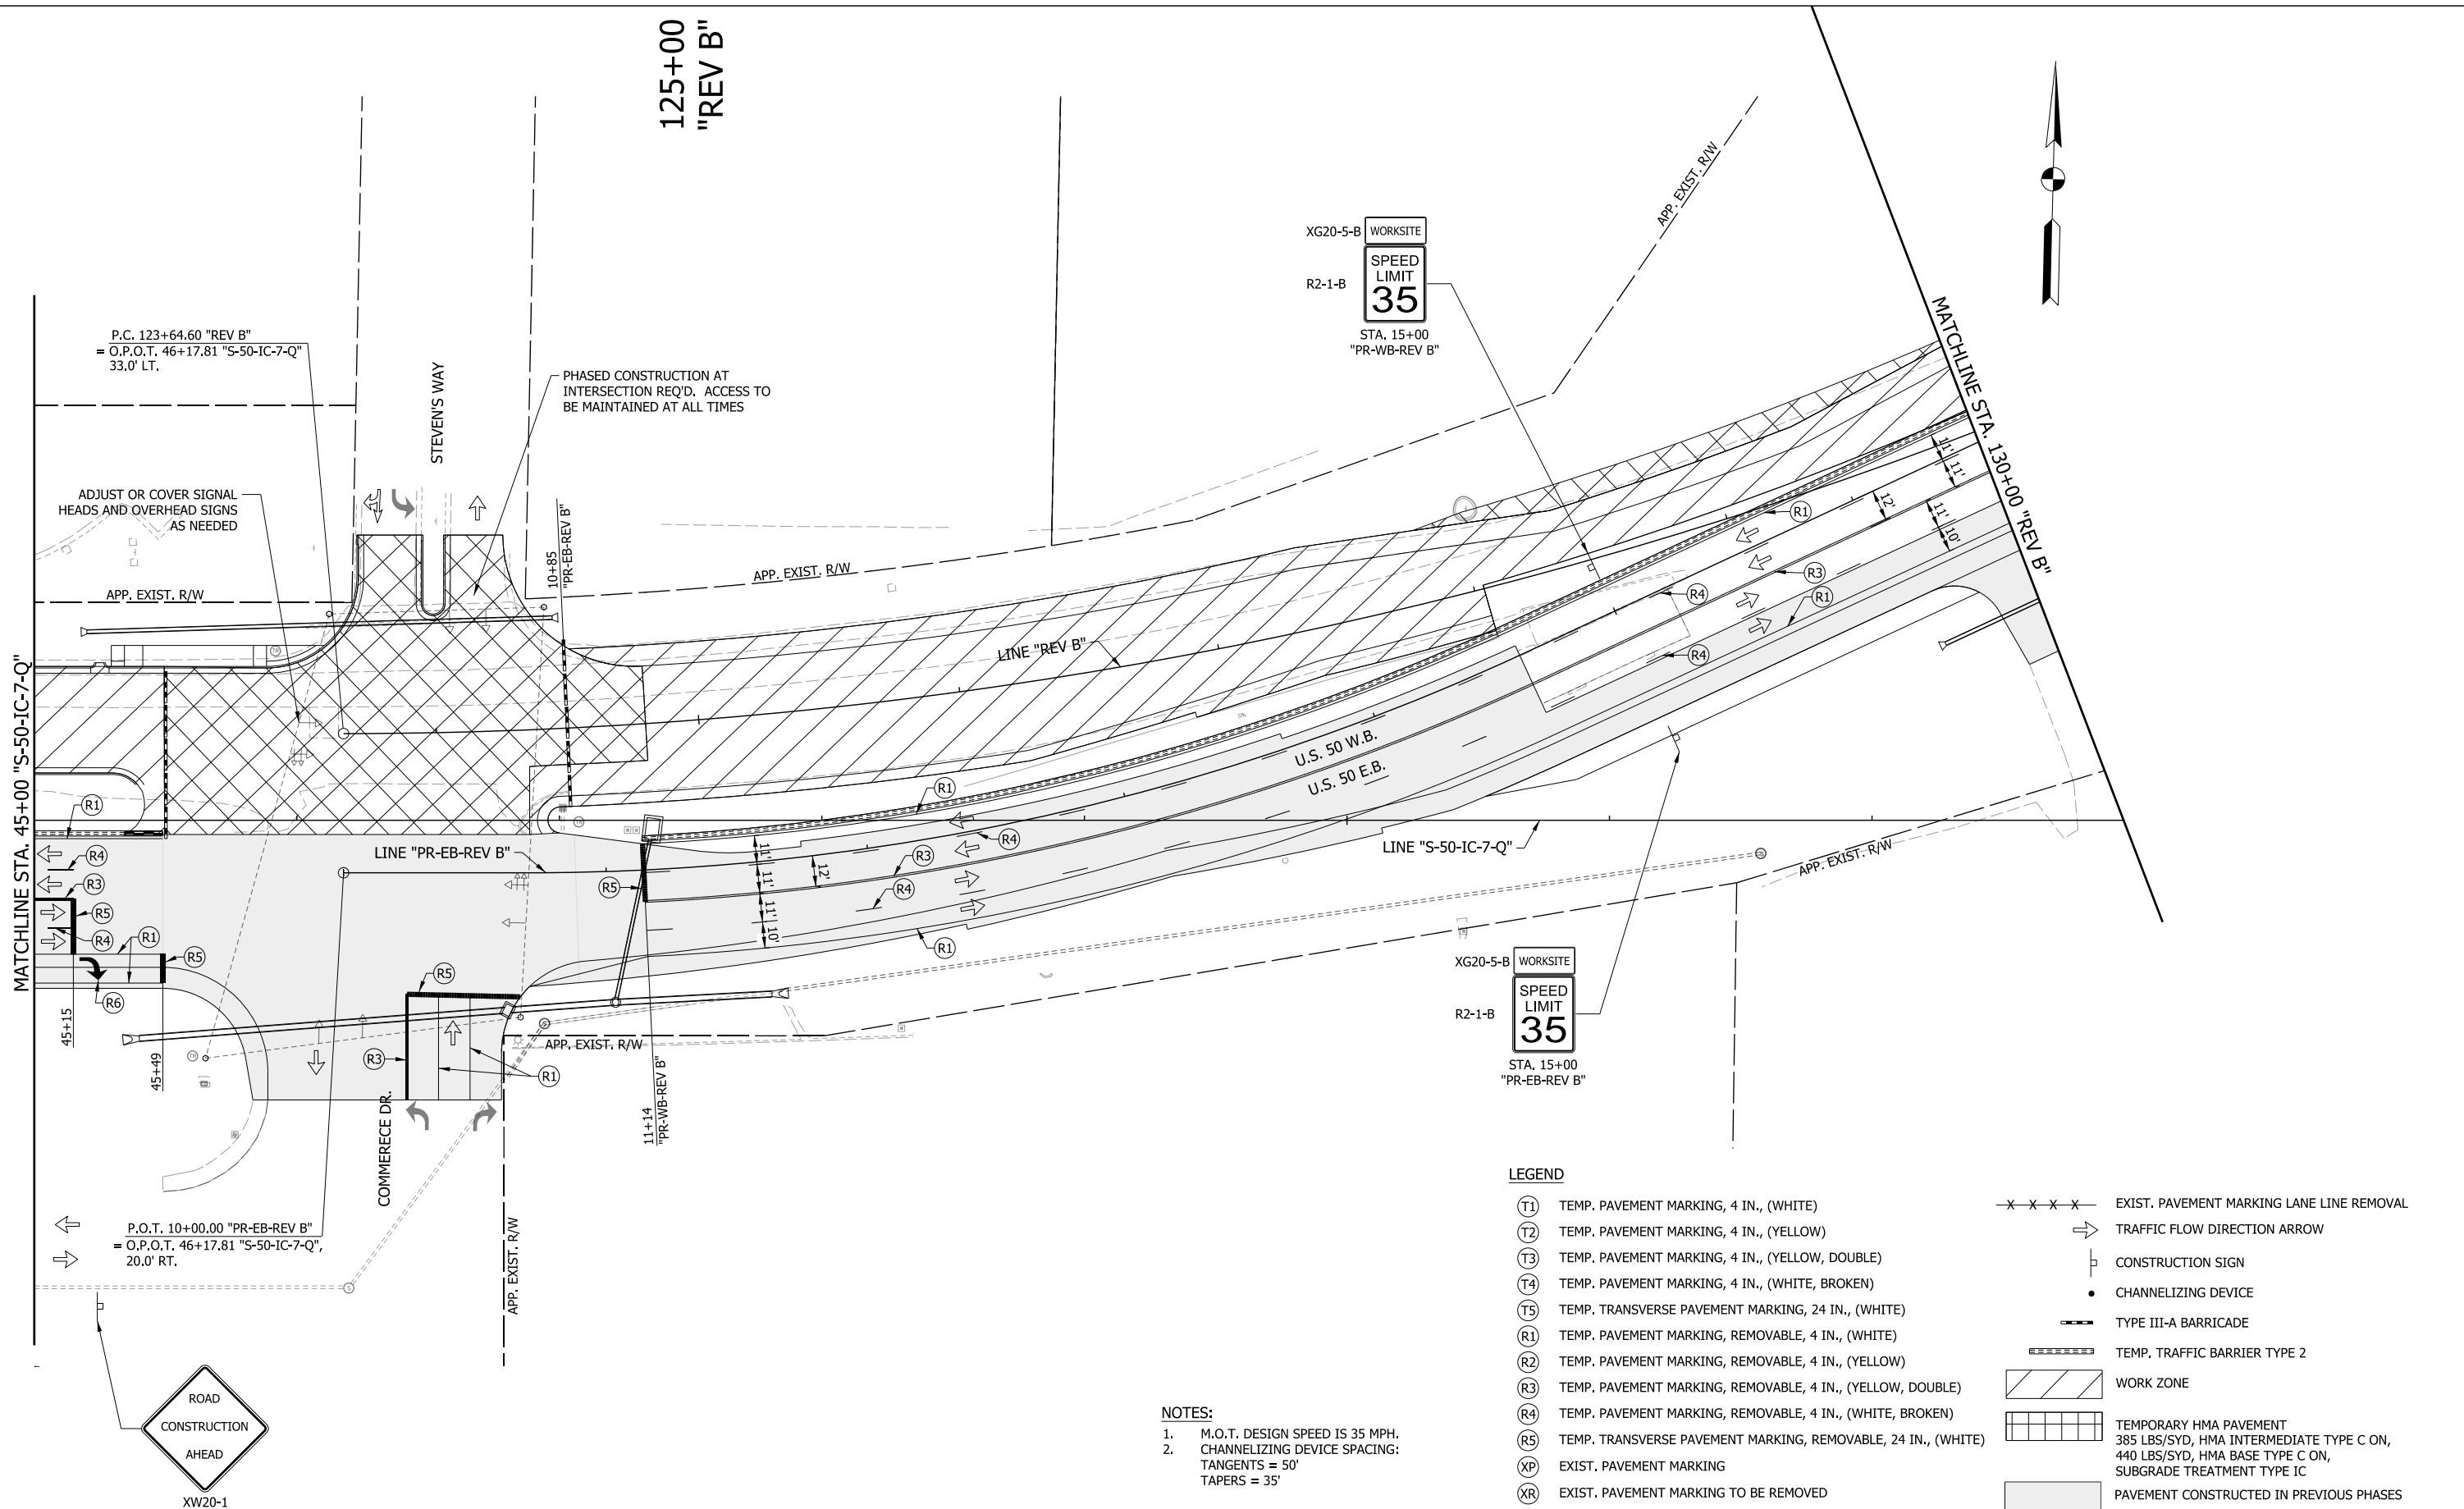 125+00
"REV B"
APP. EXIST. R/W
XG20-5-B
WORKSITE
SPEED
LIMIT
35
R2-1-B
STA. 15+00
"PR-WB-REV B"
MATCHLINE STA. 130+00 "REV B"
P.C. 123+64.60 "REV B"
= O.P.O.T. 46+17.81 "S-50-IC-7-Q"
33.0' LT.
STEVEN'S WAY
PHASED CONSTRUCTION AT
INTERSECTION REQ'D. ACCESS TO
BE MAINTAINED AT ALL TIMES
ADJUST OR COVER SIGNAL
HEADS AND OVERHEAD SIGNS
AS NEEDED
10+85
"PR-EB-REV B"
APP. EXIST. R/W
APP. EXIST. R/W
MATCHLINE STA. 45+00 "S-50-IC-7-Q"
LINE "REV B"
11'
11'
12'
11'
10'
R1
R3
R4
R1
R4
U.S. 50 W.B.
U.S. 50 E.B.
R1
R1
R4
R3
R4
LINE "PR-EB-REV B"
LINE "S-50-IC-7-Q"
APP. EXIST. R/W
11'
11'
12'
11'
10'
R5
R4
R3
R5
R4
R1
R5
R6
R1
R5
R3
R1
45+15
45+49
COMMERECE DR.
APP. EXIST. R/W
APP. EXIST. R/W
11+14
"PR-WB-REV B"
XG20-5-B
WORKSITE
SPEED
LIMIT
35
R2-1-B
STA. 15+00
"PR-EB-REV B"
P.O.T. 10+00.00 "PR-EB-REV B"
= O.P.O.T. 46+17.81 "S-50-IC-7-Q",
20.0' RT.
ROAD
CONSTRUCTION
AHEAD
XW20-1
NOTES:
1. M.O.T. DESIGN SPEED IS 35 MPH.
2. CHANNELIZING DEVICE SPACING:
TANGENTS = 50'
TAPERS = 35'
LEGEND
T1 TEMP. PAVEMENT MARKING, 4 IN., (WHITE)
T2 TEMP. PAVEMENT MARKING, 4 IN., (YELLOW)
T3 TEMP. PAVEMENT MARKING, 4 IN., (YELLOW, DOUBLE)
T4 TEMP. PAVEMENT MARKING, 4 IN., (WHITE, BROKEN)
T5 TEMP. TRANSVERSE PAVEMENT MARKING, 24 IN., (WHITE)
R1 TEMP. PAVEMENT MARKING, REMOVABLE, 4 IN., (WHITE)
R2 TEMP. PAVEMENT MARKING, REMOVABLE, 4 IN., (YELLOW)
R3 TEMP. PAVEMENT MARKING, REMOVABLE, 4 IN., (YELLOW, DOUBLE)
R4 TEMP. PAVEMENT MARKING, REMOVABLE, 4 IN., (WHITE, BROKEN)
R5 TEMP. TRANSVERSE PAVEMENT MARKING, REMOVABLE, 24 IN., (WHITE)
XP EXIST. PAVEMENT MARKING
XR EXIST. PAVEMENT MARKING TO BE REMOVED
X X X X EXIST. PAVEMENT MARKING LANE LINE REMOVAL
TRAFFIC FLOW DIRECTION ARROW
CONSTRUCTION SIGN
CHANNELIZING DEVICE
TYPE III-A BARRICADE
TEMP. TRAFFIC BARRIER TYPE 2
WORK ZONE
TEMPORARY HMA PAVEMENT
385 LBS/SYD, HMA INTERMEDIATE TYPE C ON,
440 LBS/SYD, HMA BASE TYPE C ON,
SUBGRADE TREATMENT TYPE IC
PAVEMENT CONSTRUCTED IN PREVIOUS PHASES